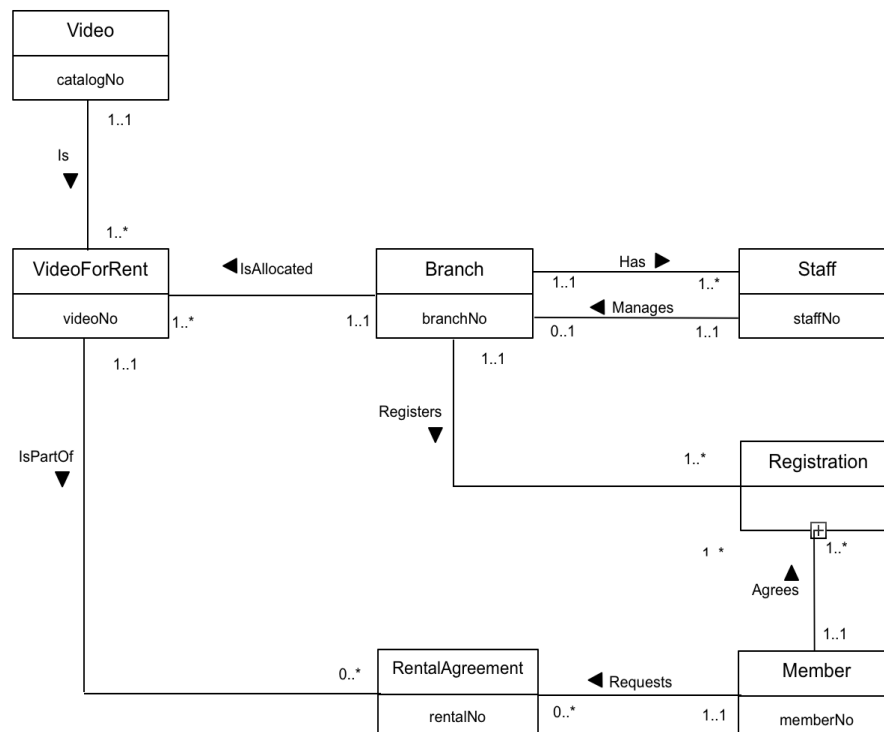 Video
catalogNo
1..1
Is
1..*
VideoForRent
videoNo
IsAllocated
1..*
1..1
Branch
branchNo
Has
1..1
1..*
Manages
0..1
1..1
Staff
staffNo
1..1
1..1
Registers
1..*
Registration
IsPartOf
1..*
1..*
Agrees
1..1
0..*
RentalAgreement
rentalNo
Requests
0..*
1..1
Member
memberNo